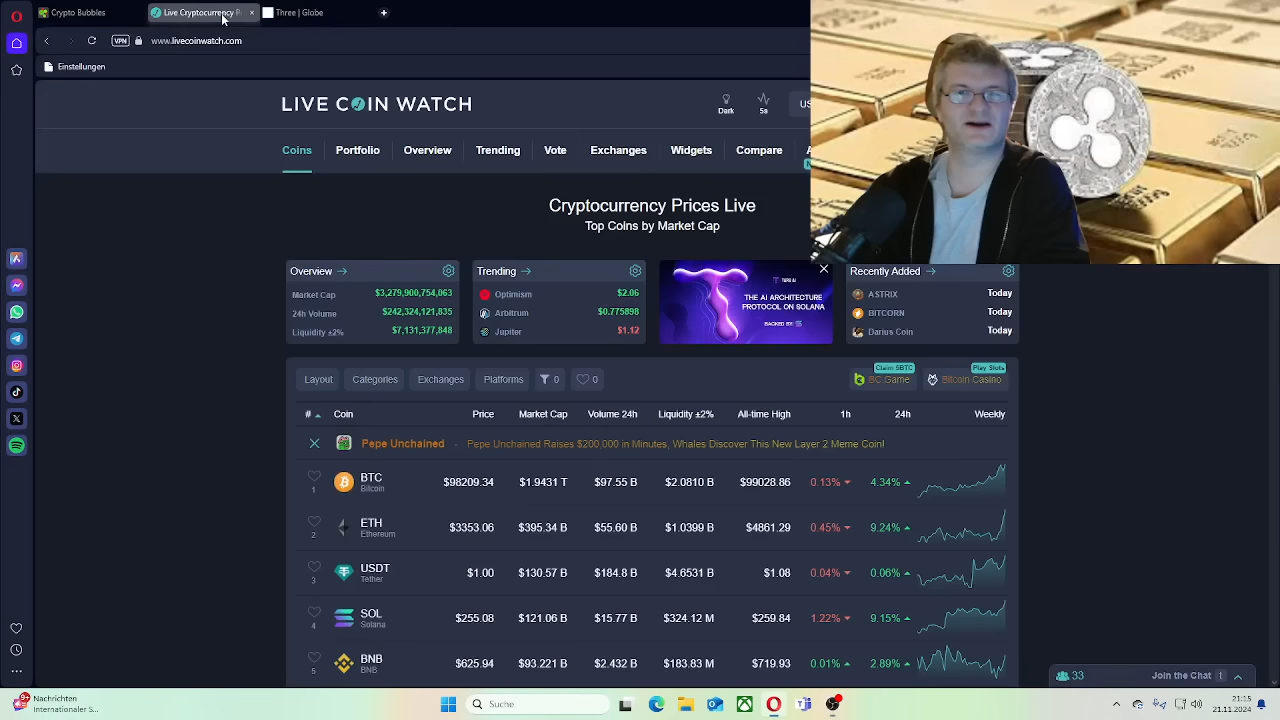 Crypto Bubbles
Live Cryptocurrency P
Three | Globe
VPN
www.livecoinwatch.com
Einstellungen
LIVE COIN WATCH
Dark
5s
US
Coins
Portfolio
Overview
Trending
Vote
Exchanges
Widgets
Compare
Cryptocurrency Prices Live
Top Coins by Market Cap
Overview
Market Cap $3,279,900,754,063
24h Volume $242,324,121,835
Liquidity ±2% $7,131,377,848
Trending
Optimism $2.06
Arbitrum $0.775898
Jupiter $1.12
THE AI ARCHITECTURE
PROTOCOL ON SOLANA
BACKED BY
Recently Added
ASTRIX Today
BITCORN Today
Darius Coin Today
Layout
Categories
Exchanges
Platforms
0
0
Claim 5BTC
BC.Game
Play Slots
Bitcoin Casino
# Coin Price Market Cap Volume 24h Liquidity ±2% All-time High 1h 24h Weekly
Pepe Unchained - Pepe Unchained Raises $200,000 in Minutes, Whales Discover This New Layer 2 Meme Coin!
1 BTC Bitcoin $98209.34 $1.9431 T $97.55 B $2.0810 B $99028.86 0.13% 4.34%
2 ETH Ethereum $3353.06 $395.34 B $55.60 B $1.0399 B $4861.29 0.45% 9.24%
3 USDT Tether $1.00 $130.57 B $184.8 B $4.6531 B $1.08 0.04% 0.06%
4 SOL Solana $255.08 $121.06 B $15.77 B $324.12 M $259.84 1.22% 9.15%
5 BNB BNB $625.94 $93.221 B $2.432 B $183.83 M $719.93 0.01% 2.89%
33
Join the Chat 1
Nachrichten
Internationaler S...
Suche
21.11.2024